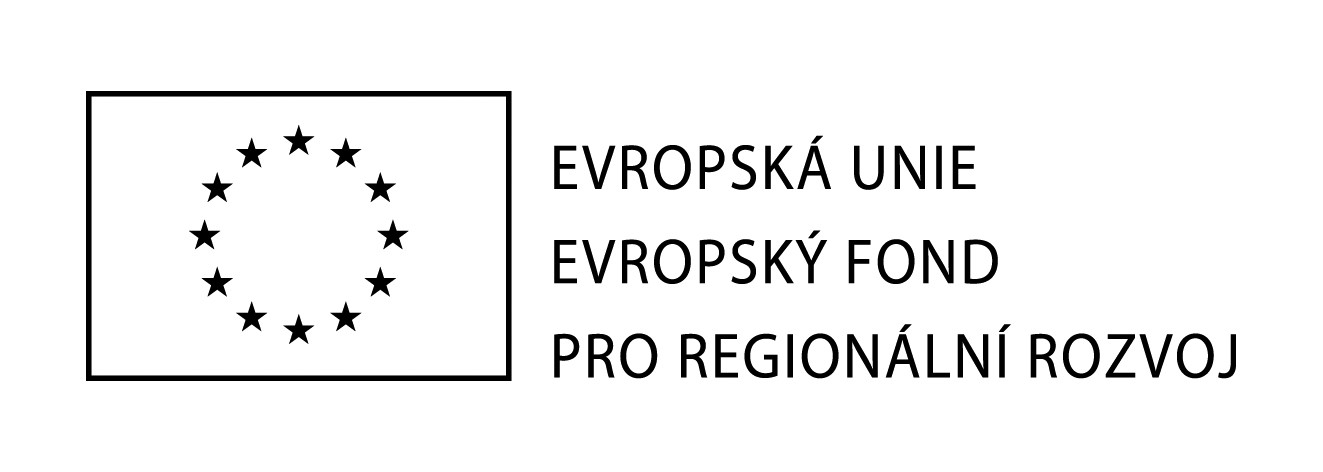 EVROPSKÁ UNIE
EVROPSKÝ FOND
PRO REGIONÁLNÍ ROZVOJ